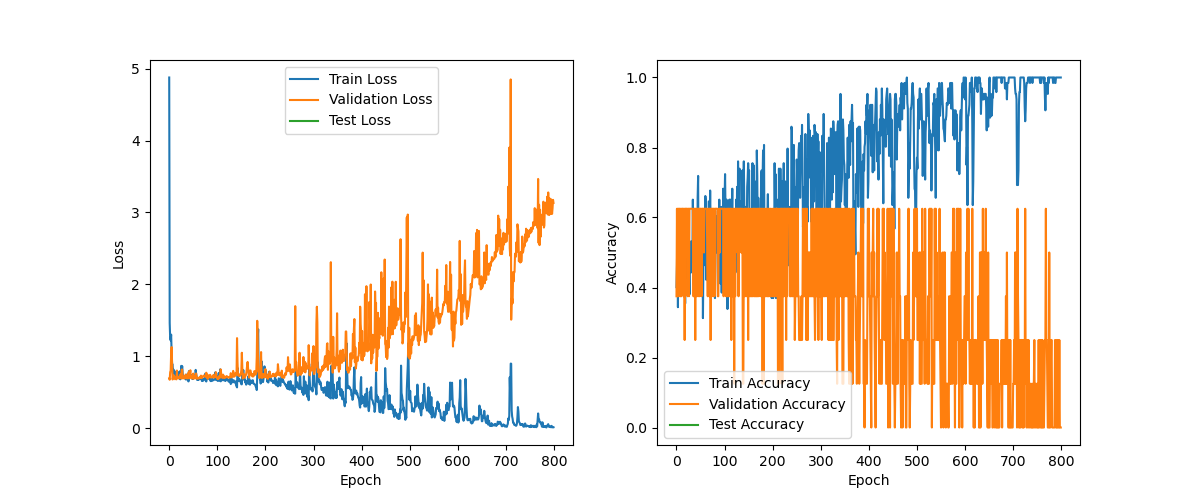 5
4
3
2
1
0
Loss
0 100 200 300 400 500 600 700 800
Epoch
Train Loss
Validation Loss
Test Loss
1.0
0.8
0.6
0.4
0.2
0.0
Accuracy
0 100 200 300 400 500 600 700 800
Epoch
Train Accuracy
Validation Accuracy
Test Accuracy